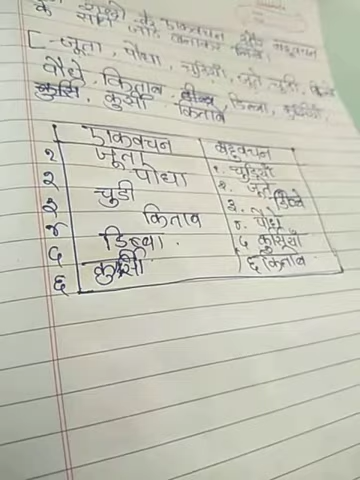 के एकवचन और बहुवचन
के सही जोड़े बनाकर लिखो
[- जूता, पौधा, चुडियाँ, जूते, चुडी, डिब्बे
पौधे, किताब, डिब्बा, कुर्सियाँ,
कुर्सी, किताब
एकवचन बहुवचन
१ जूता १. चुडियाँ
२ पौधा २. जूते
३ चुडी ३. डिब्बे
४ किताब ४. पौधे
५ डिब्बा. ५ कुर्सियाँ
६ कुर्सी ६ किताब